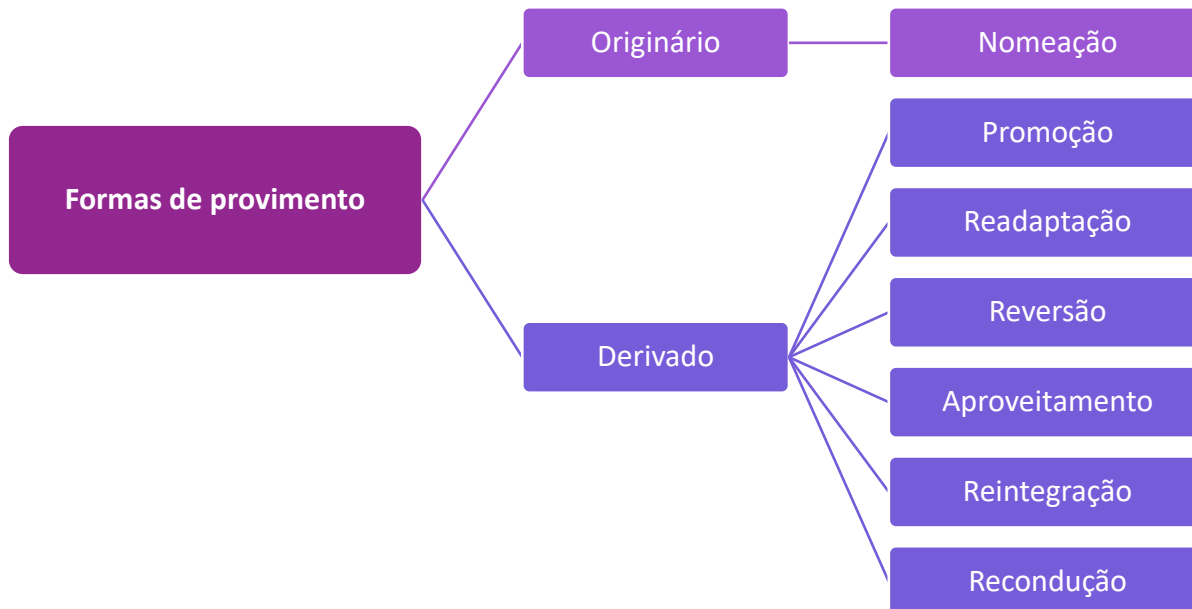 Formas de provimento
Originário
Nomeação
Derivado
Promoção
Readaptação
Reversão
Aproveitamento
Reintegração
Recondução